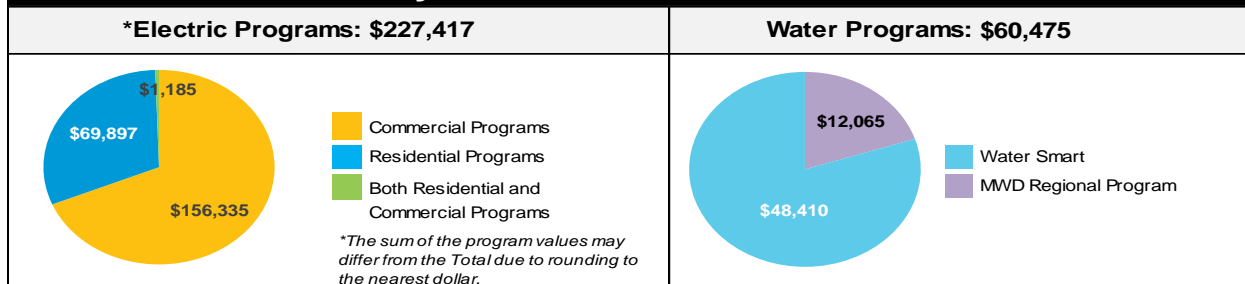 *Electric Programs: $227,417
Water Programs: $60,475
$1,185
$69,897
$156,335
Commercial Programs
Residential Programs
Both Residential and
Commercial Programs
*The sum of the program values may
differ from the Total due to rounding to
the nearest dollar.
$12,065
$48,410
Water Smart
MWD Regional Program